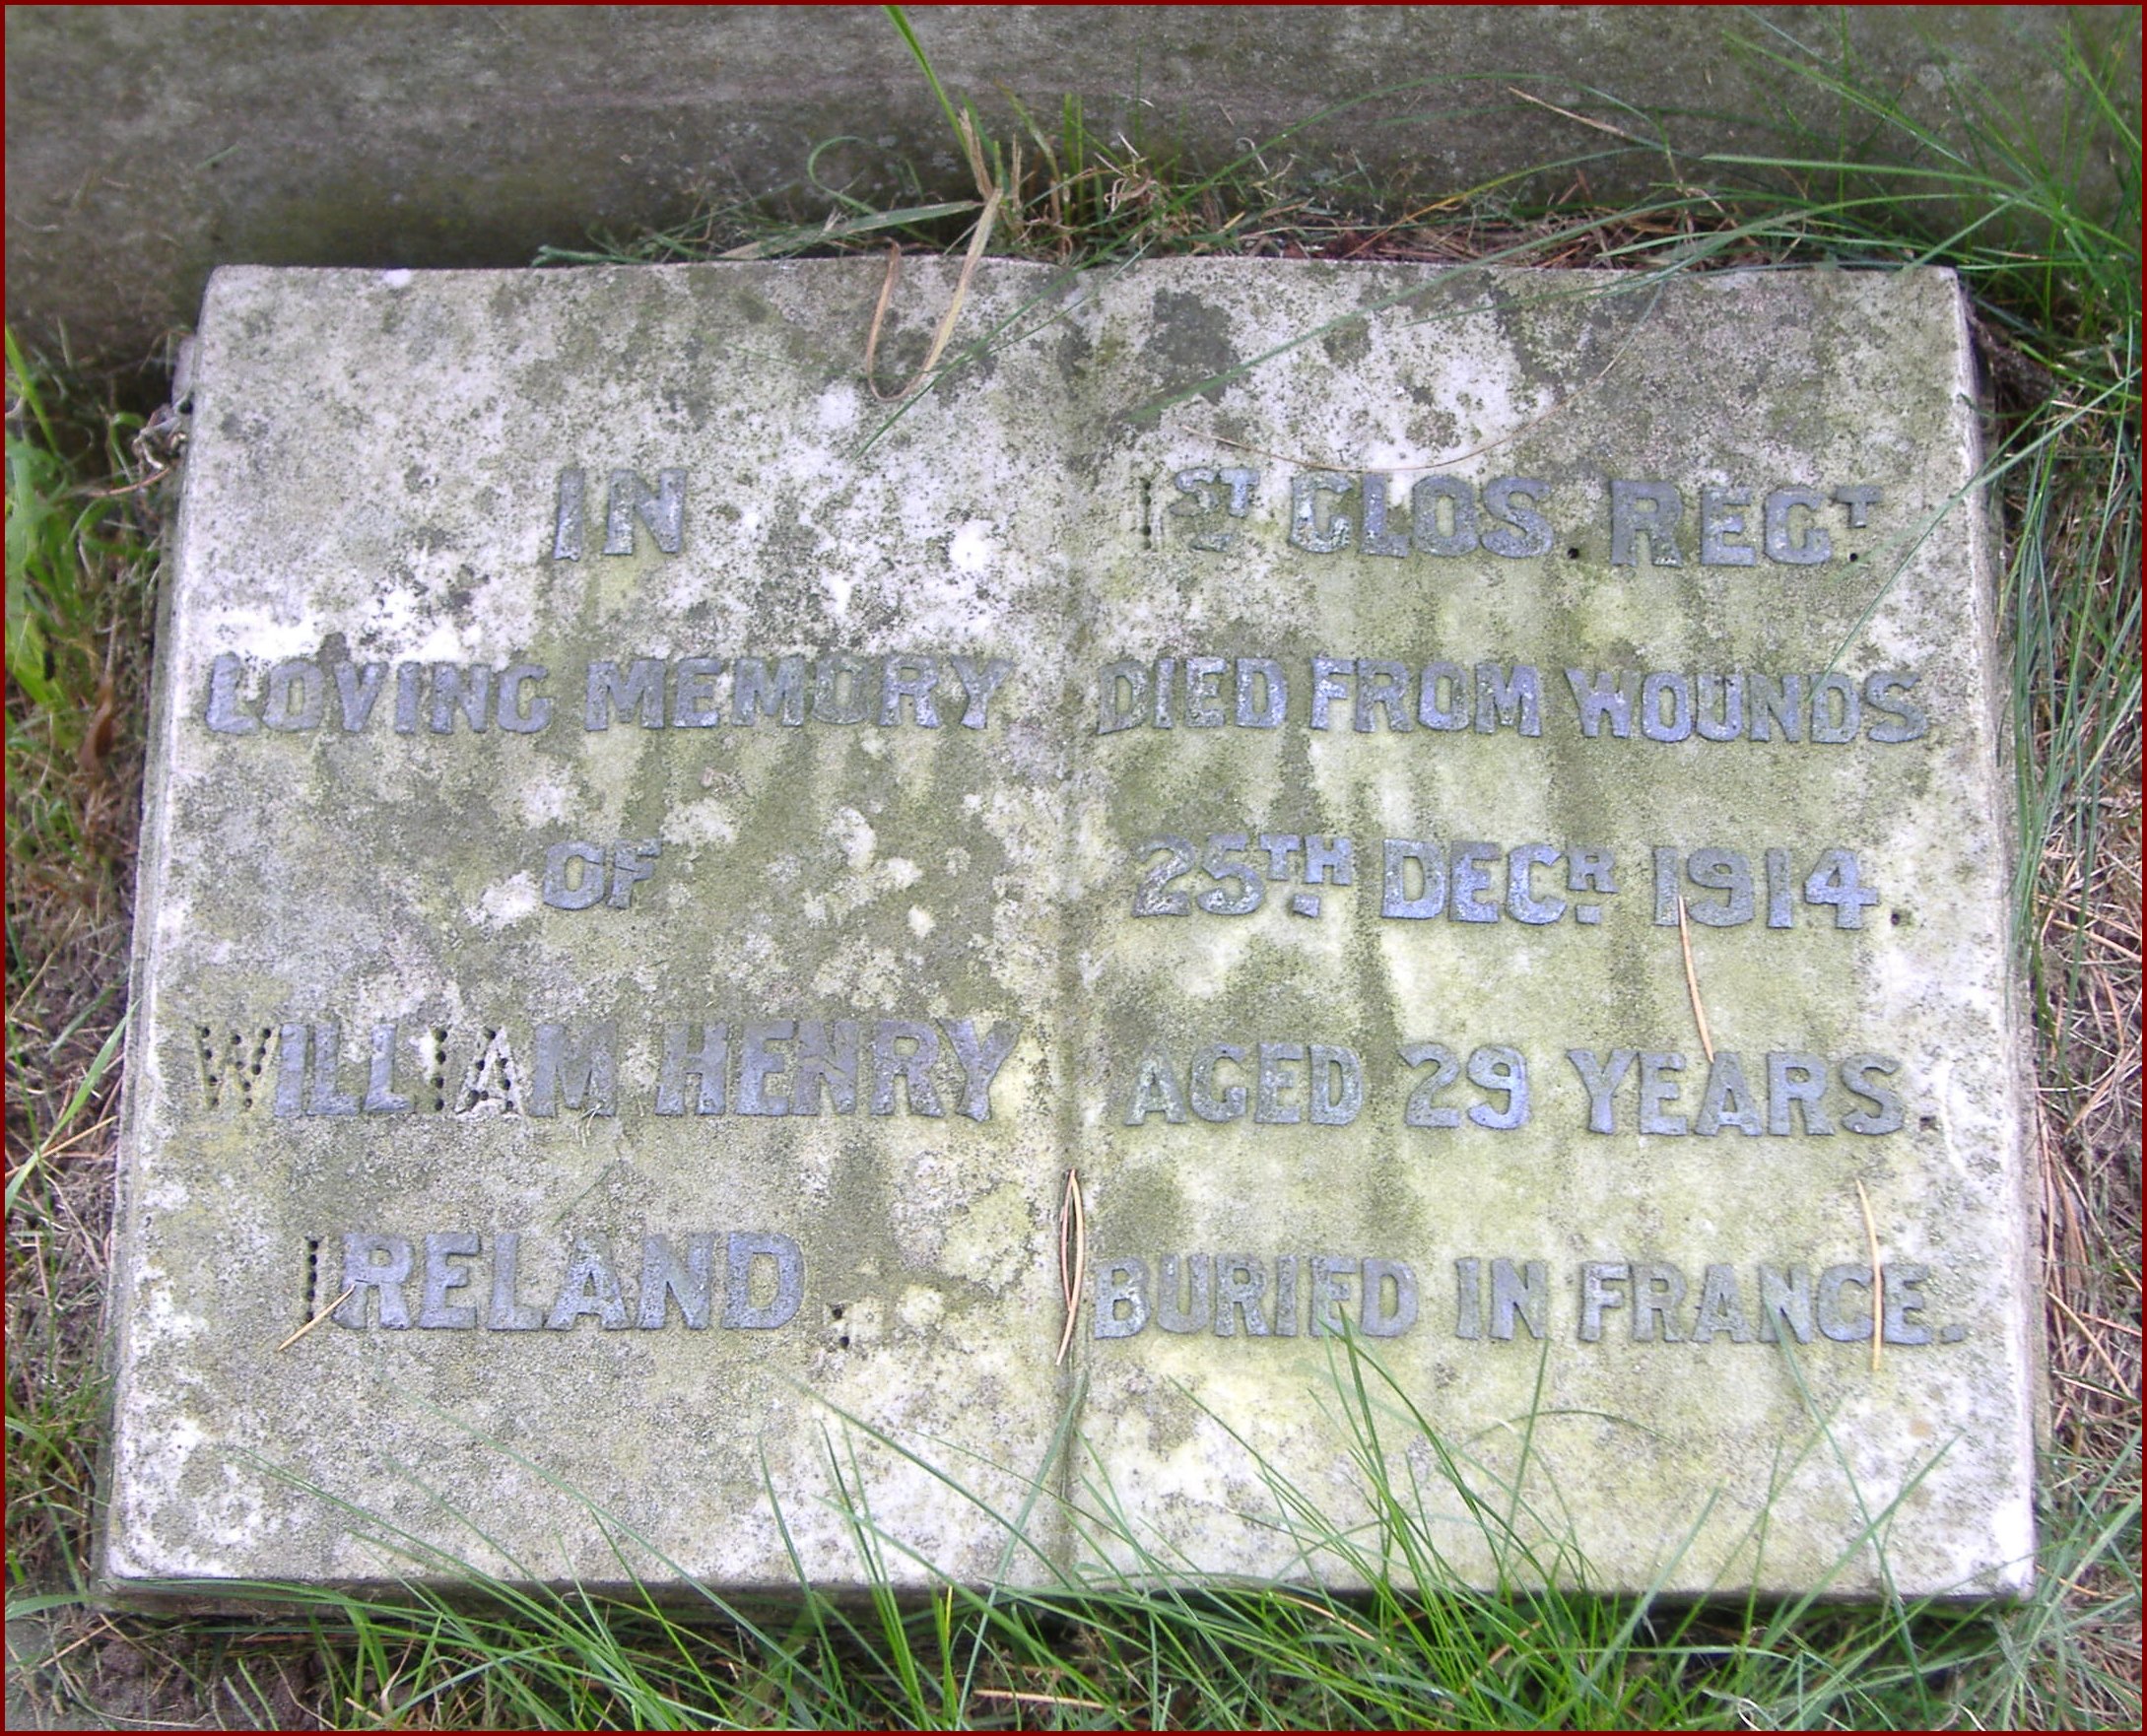 IN
LOVING MEMORY
OF
WILLIAM HENRY
IRELAND
1ST GLOS REGT
DIED FROM WOUNDS
25TH DECR 1914
AGED 29 YEARS
BURIED IN FRANCE.